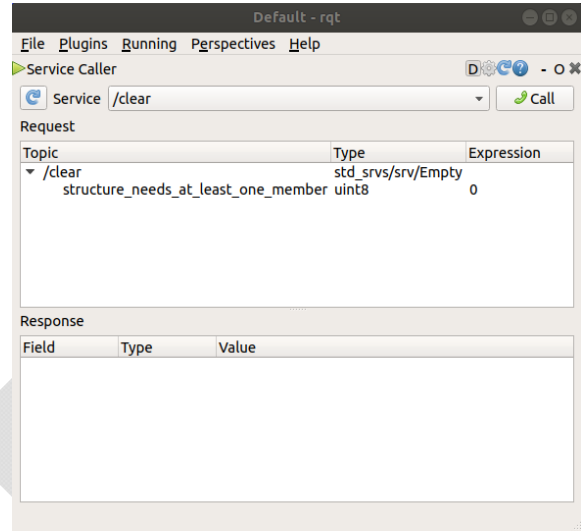 Default - rqt
File Plugins Running Perspectives Help
Service Caller D - O
Service /clear Call
Request
Topic Type Expression
/clear std_srvs/srv/Empty
structure_needs_at_least_one_member uint8 0
Response
Field Type Value